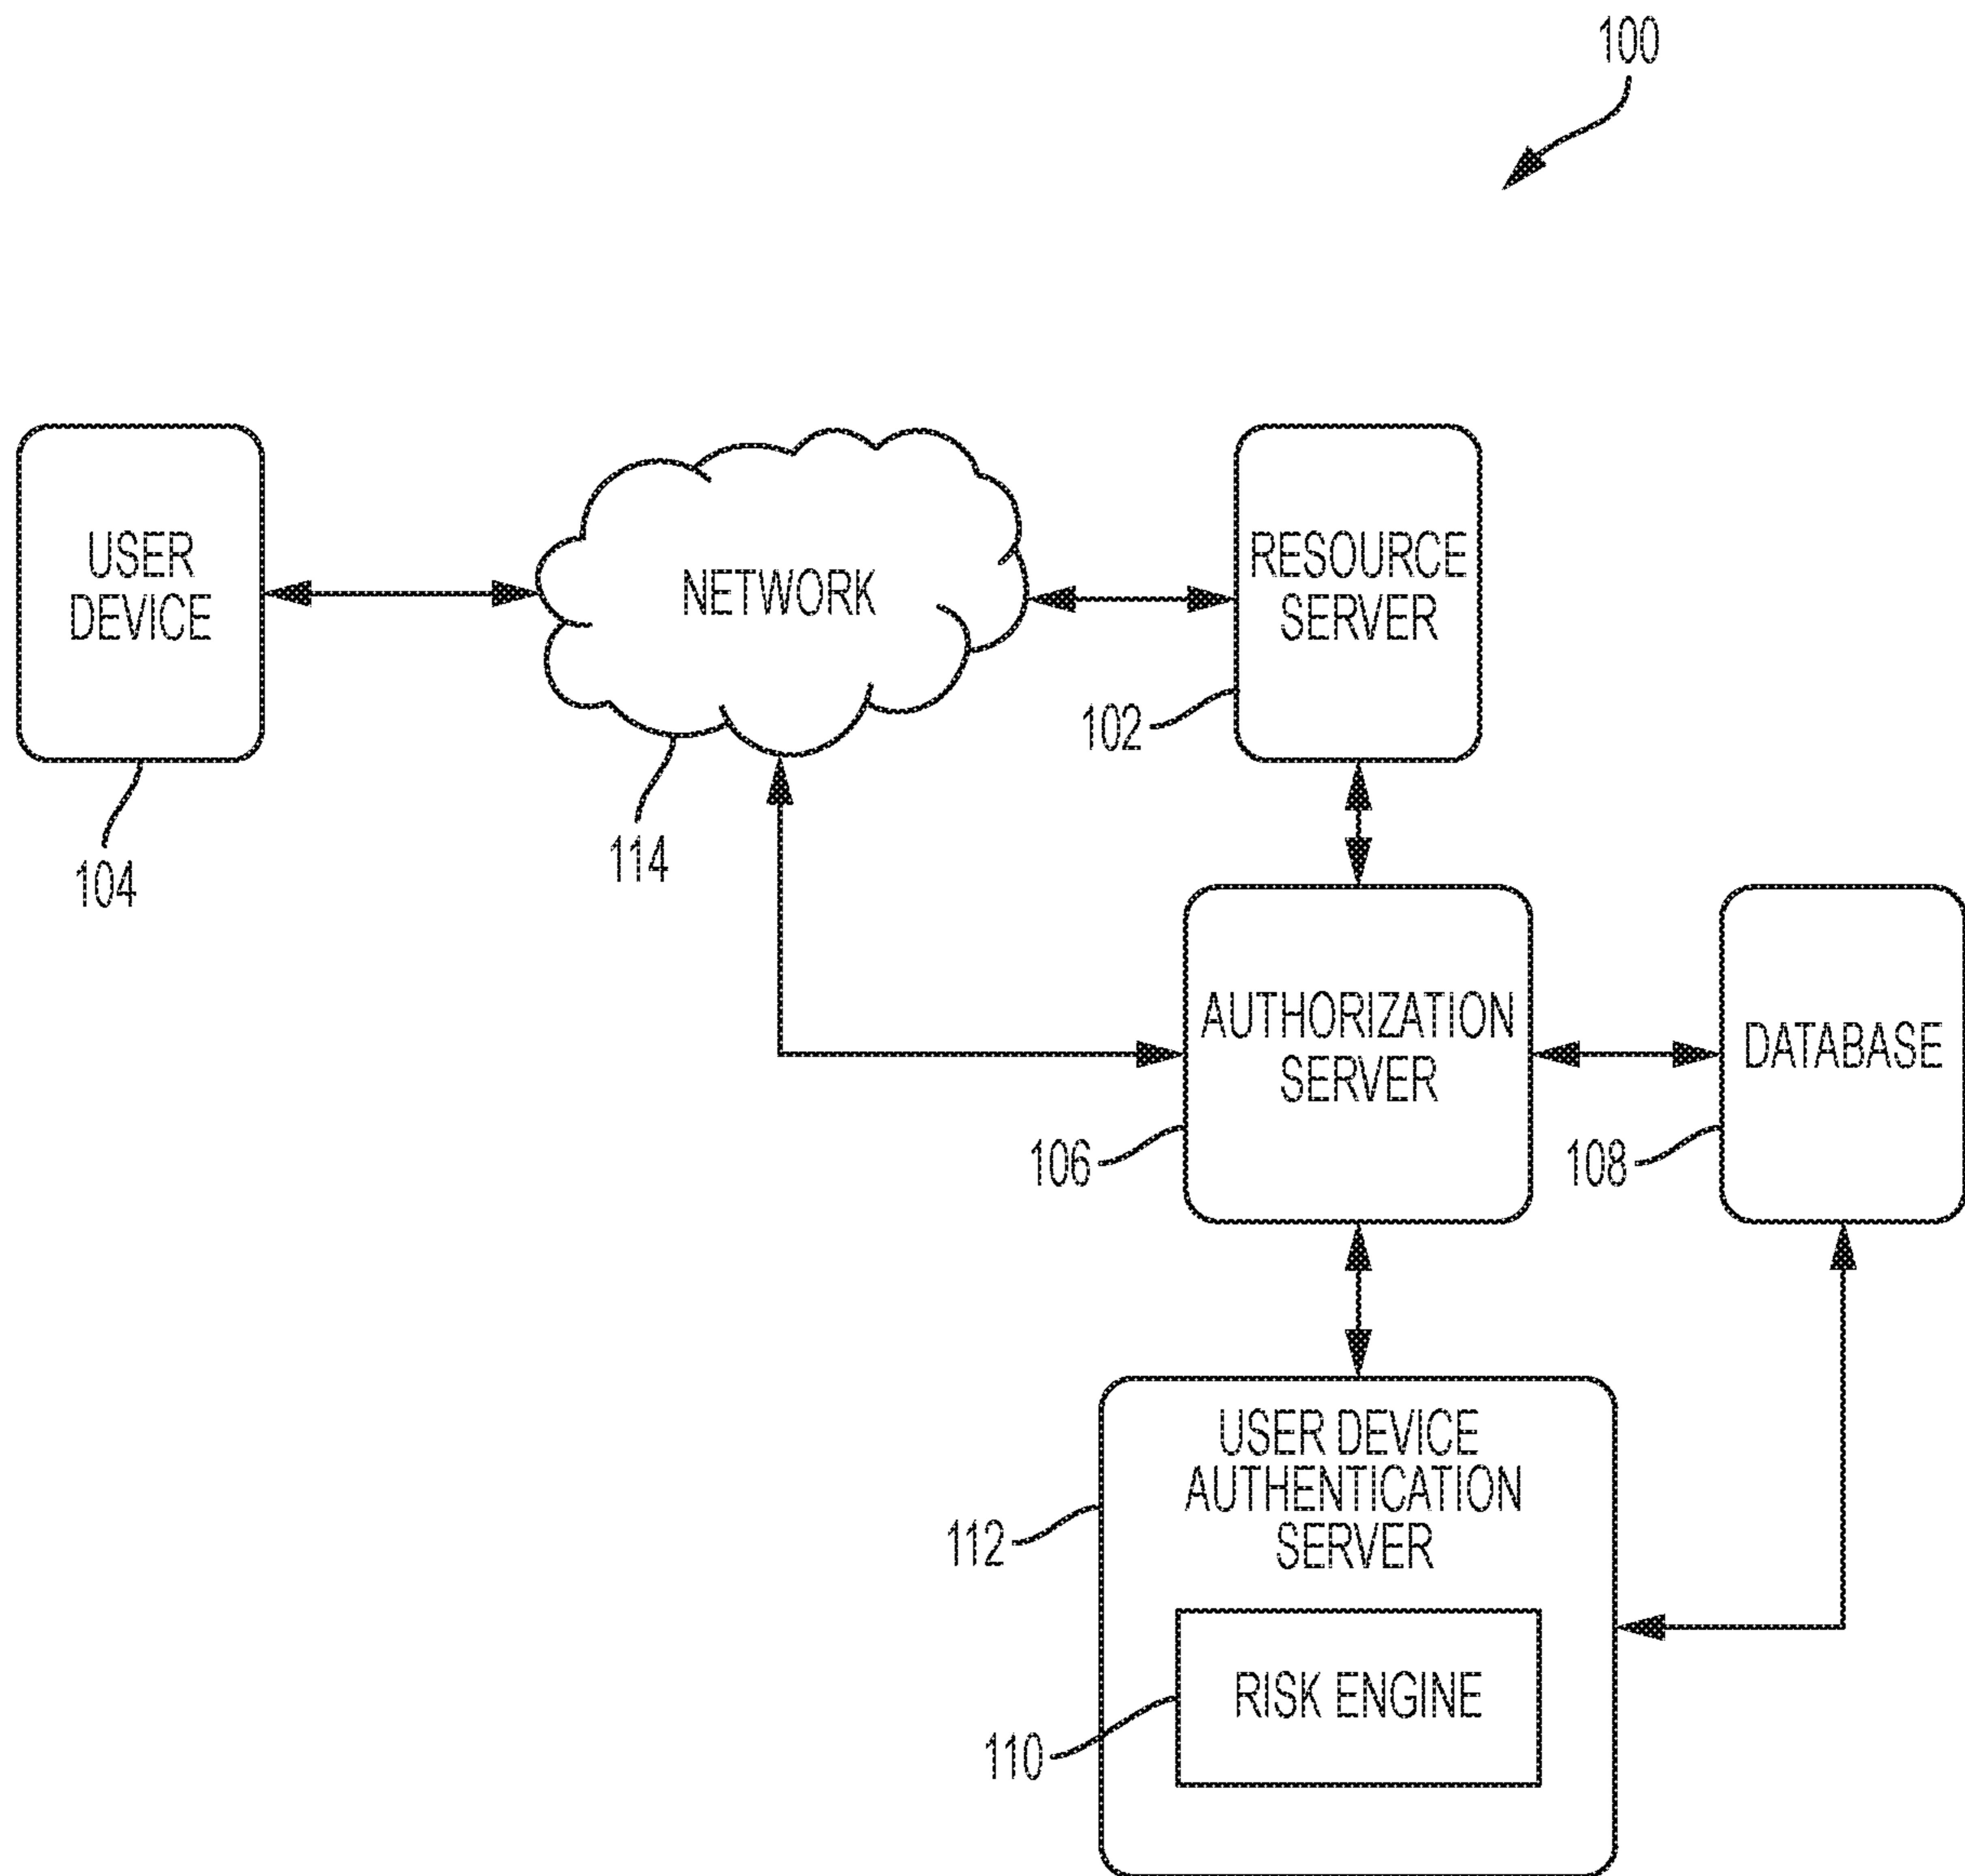 100
USER
DEVICE
104
NETWORK
114
RESOURCE
SERVER
102
AUTHORIZATION
SERVER
106
DATABASE
108
USER DEVICE
AUTHENTICATION
SERVER
112
RISK ENGINE
110